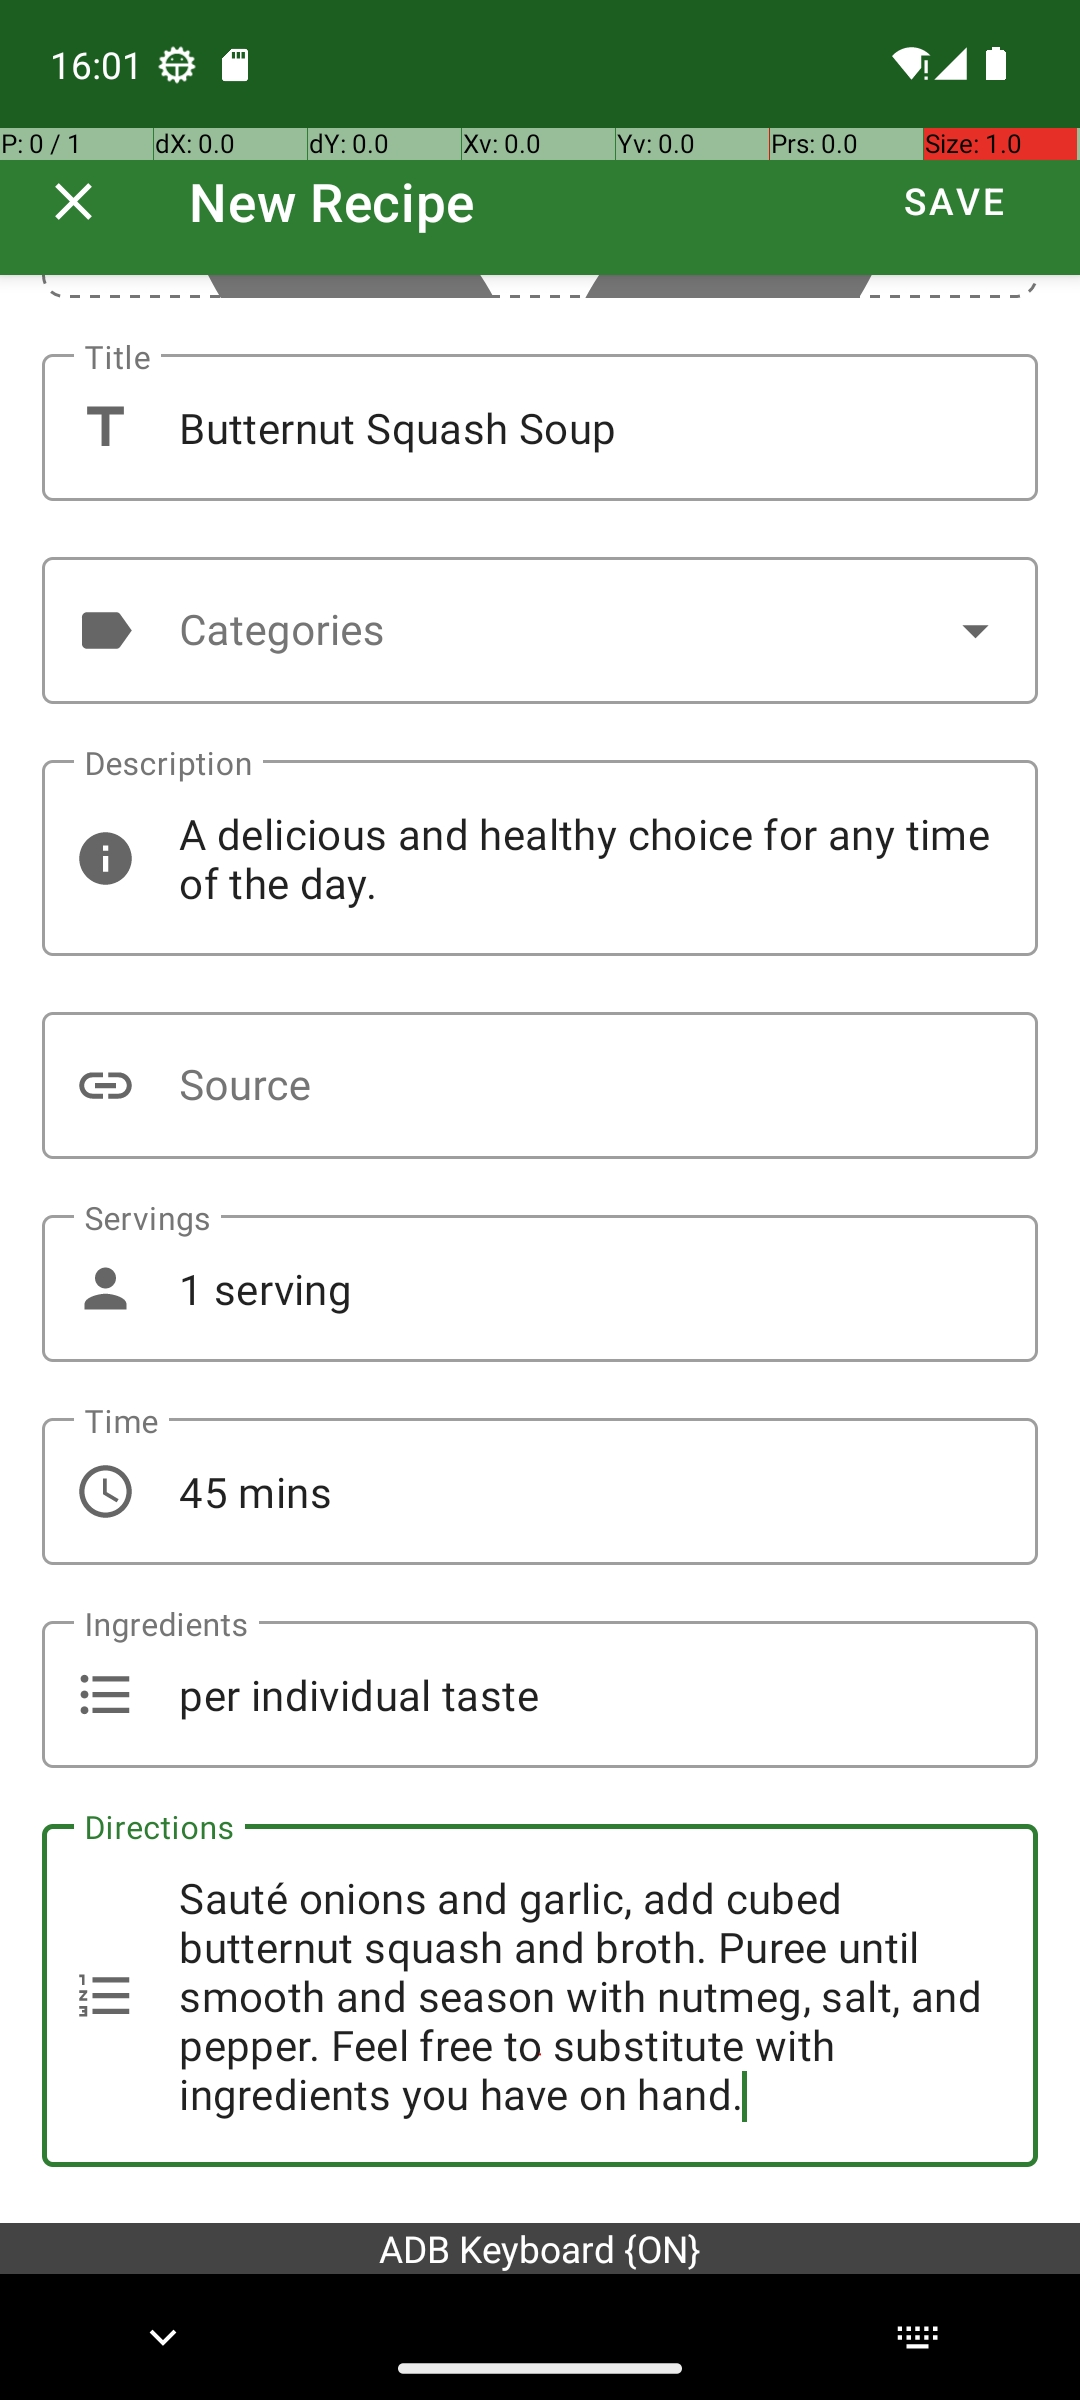 16:01
P: 0 / 1 dX: 0.0 dY: 0.0 Xv: 0.0 Yv: 0.0 Prs: 0.0 Size: 1.0
New Recipe SAVE
Title
Butternut Squash Soup
Categories
Description
A delicious and healthy choice for any time
of the day.
Source
Servings
1 serving
Time
45 mins
Ingredients
per individual taste
Directions
Sauté onions and garlic, add cubed
butternut squash and broth. Puree until
smooth and season with nutmeg, salt, and
pepper. Feel free to substitute with
ingredients you have on hand.
ADB Keyboard {ON}